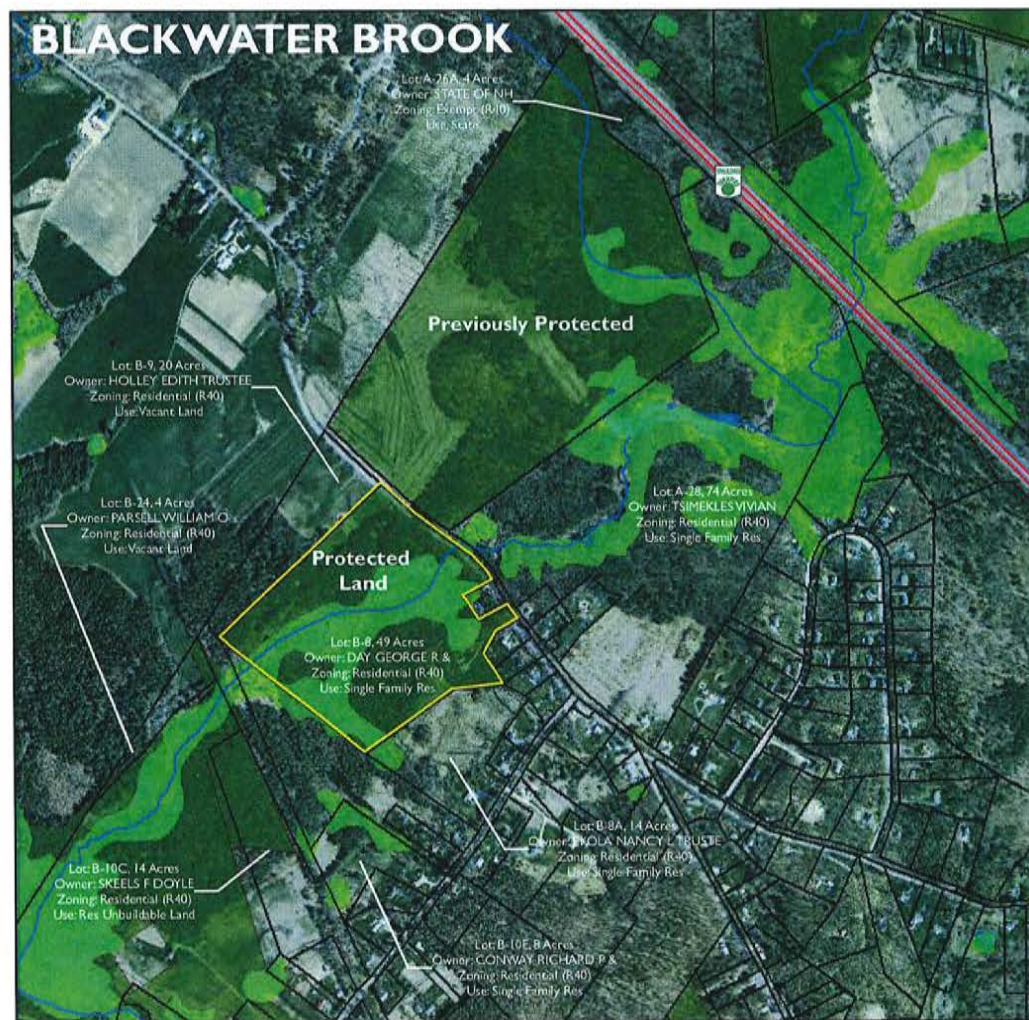 BLACKWATER BROOK
Lot: A-26A, 4 Acres
Owner: STATE OF NH
Zoning: Exempt (R40)
Use: State
Previously Protected
Lot: B-9, 20 Acres
Owner: HOLLEY EDITH TRUSTEE
Zoning: Residential (R40)
Use: Vacant Land
Lot: B-24, 4 Acres
Owner: PARSELL WILLIAM O
Zoning: Residential (R40)
Use: Vacant Land
Lot: A-28, 74 Acres
Owner: TSIMEKLES VIVIAN
Zoning: Residential (R40)
Use: Single Family Res
Protected
Land
Lot: B-8, 49 Acres
Owner: DAY GEORGE R &
Zoning: Residential (R40)
Use: Single Family Res
Lot: B-8A, 14 Acres
Owner: EKOLA NANCY L TRUSTE
Zoning: Residential (R40)
Use: Single Family Res
Lot: B-10C, 14 Acres
Owner: SKEELS F DOYLE
Zoning: Residential (R40)
Use: Res Unbuildable Land
Lot: B-10E, 8 Acres
Owner: CONWAY RICHARD P &
Zoning: Residential (R40)
Use: Single Family Res